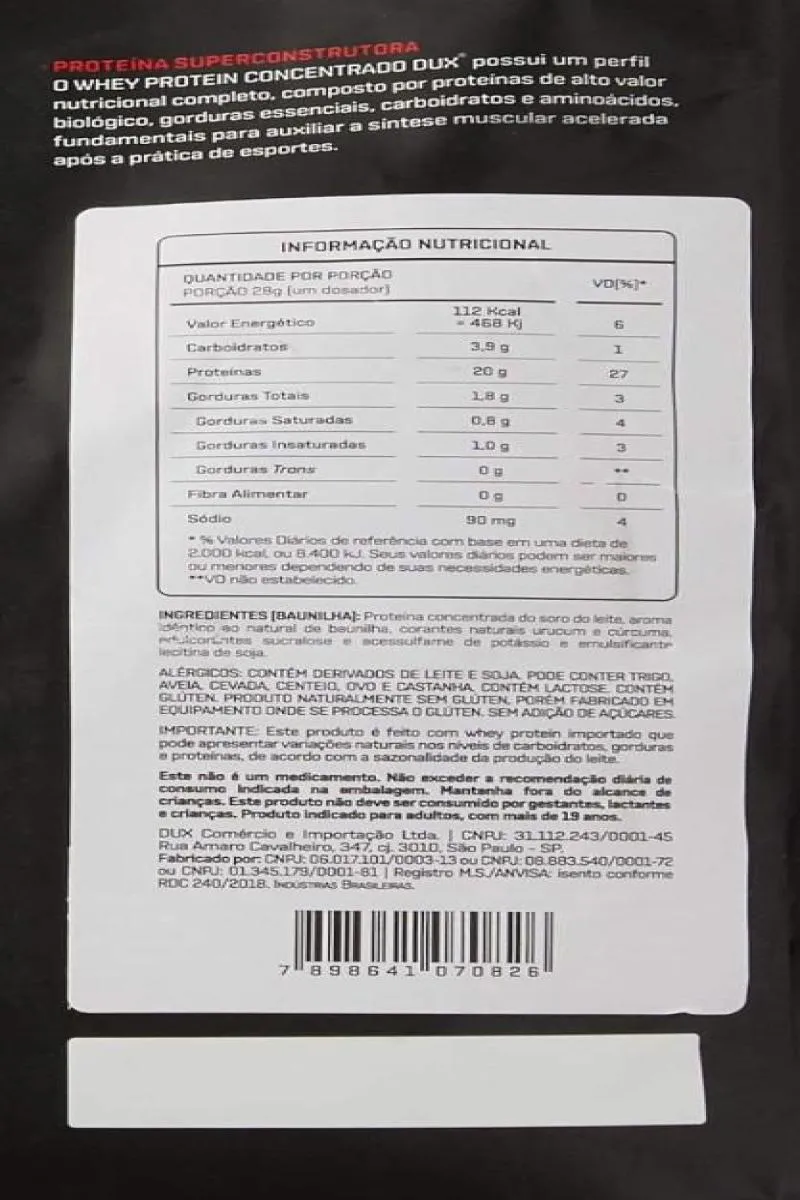 PROTEÍNA SUPERCONSTRUTORA
O WHEY PROTEIN CONCENTRADO DUX® possui um perfil
nutricional completo, composto por proteínas de alto valor
biológico, gorduras essenciais, carboidratos e aminoácidos,
fundamentais para auxiliar a síntese muscular acelerada
após a prática de esportes.
INFORMAÇÃO NUTRICIONAL
QUANTIDADE POR PORÇÃO
PORÇÃO 28g (um dosador)
VD[%]*
Valor Energético 112 Kcal = 468 Kj 6
Carboidratos 3,9 g 1
Proteínas 20 g 27
Gorduras Totais 1,8 g 3
Gorduras Saturadas 0,8 g 4
Gorduras Insaturadas 1,0 g 3
Gorduras Trans 0 g **
Fibra Alimentar 0 g 0
Sódio 90 mg 4
* % Valores Diários de referência com base em uma dieta de
2.000 kcal, ou 8.400 kJ. Seus valores diários podem ser maiores
ou menores dependendo de suas necessidades energéticas.
**VD não estabelecido.
INGREDIENTES [BAUNILHA]: Proteína concentrada do soro do leite, aroma
idêntico ao natural de baunilha, corantes naturais urucum e cúrcuma,
edulcorantes sucralose e acessulfame de potássio e emulsificante
lecitina de soja.
ALÉRGICOS: CONTÉM DERIVADOS DE LEITE E SOJA. PODE CONTER TRIGO,
AVEIA, CEVADA, CENTEIO, OVO E CASTANHA. CONTÉM LACTOSE. CONTÉM
GLÚTEN. PRODUTO NATURALMENTE SEM GLÚTEN, PORÉM FABRICADO EM
EQUIPAMENTO ONDE SE PROCESSA O GLÚTEN. SEM ADIÇÃO DE AÇÚCARES.
IMPORTANTE: Este produto é feito com whey protein importado que
pode apresentar variações naturais nos níveis de carboidratos, gorduras
e proteínas, de acordo com a sazonalidade da produção do leite.
Este não é um medicamento. Não exceder a recomendação diária de
consumo indicada na embalagem. Mantenha fora do alcance de
crianças. Este produto não deve ser consumido por gestantes, lactantes
e crianças. Produto indicado para adultos, com mais de 19 anos.
DUX Comércio e Importação Ltda. | CNPJ: 31.112.243/0001-45
Rua Amaro Cavalheiro, 347, cj. 3010, São Paulo - SP.
Fabricado por: CNPJ: 06.017.101/0003-13 ou CNPJ: 08.883.540/0001-72
ou CNPJ: 01.345.179/0001-81 | Registro M.S./ANVISA: isento conforme
RDC 240/2018. INDÚSTRIAS BRASILEIRAS.
7 898641 070826